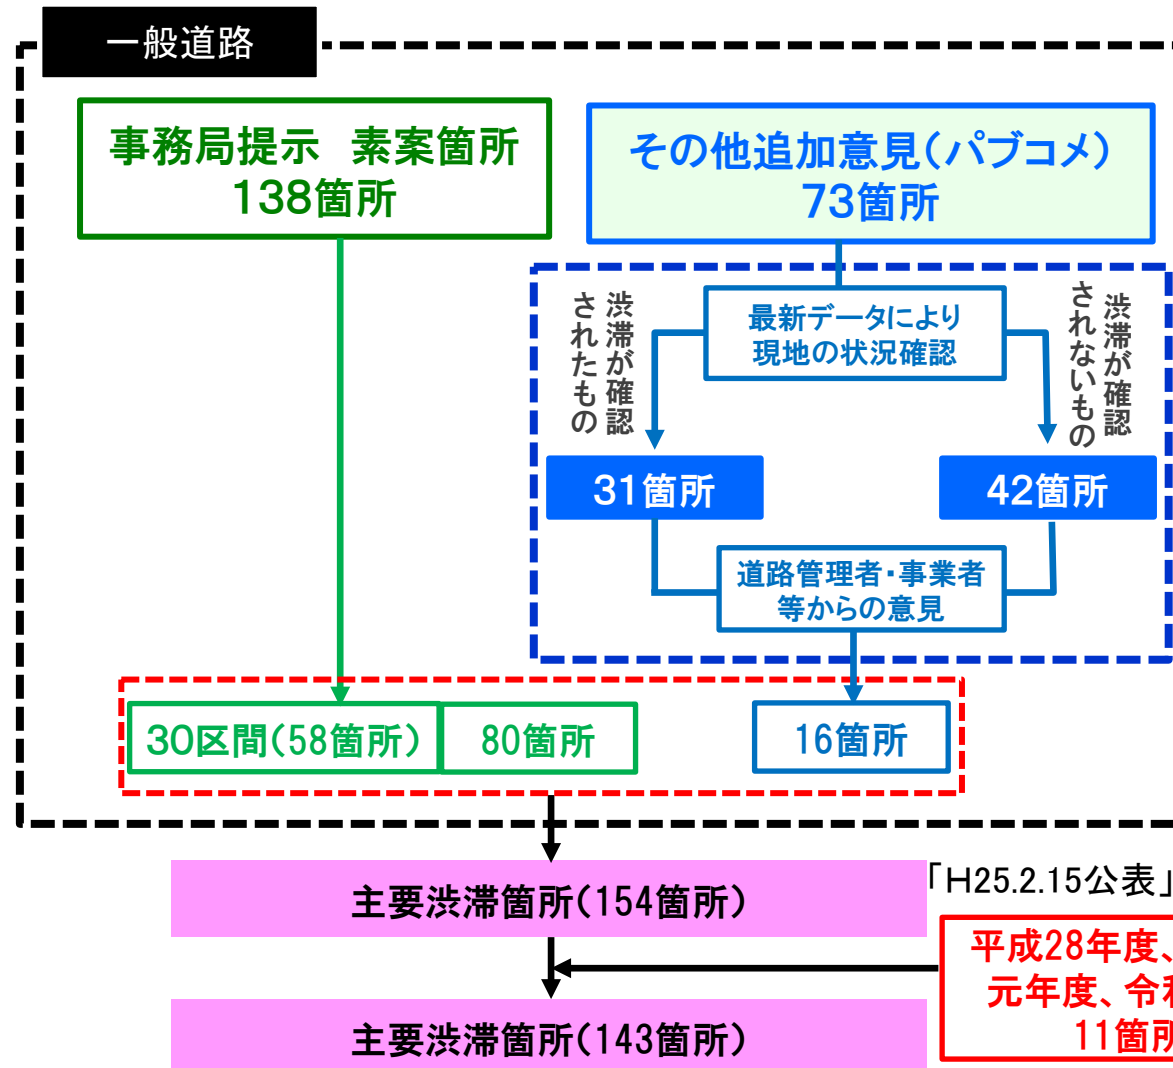 一般道路
事務局提示　素案箇所
138箇所
その他追加意見(パブコメ)
73箇所
最新データにより
現地の状況確認
渋滞が確認
されたもの
渋滞が確認
されないもの
31箇所
42箇所
道路管理者・事業者
等からの意見
30区間(58箇所)
80箇所
16箇所
主要渋滞箇所(154箇所)
「H25.2.15公表」
平成28年度、
元年度、令
11箇
主要渋滞箇所(143箇所)